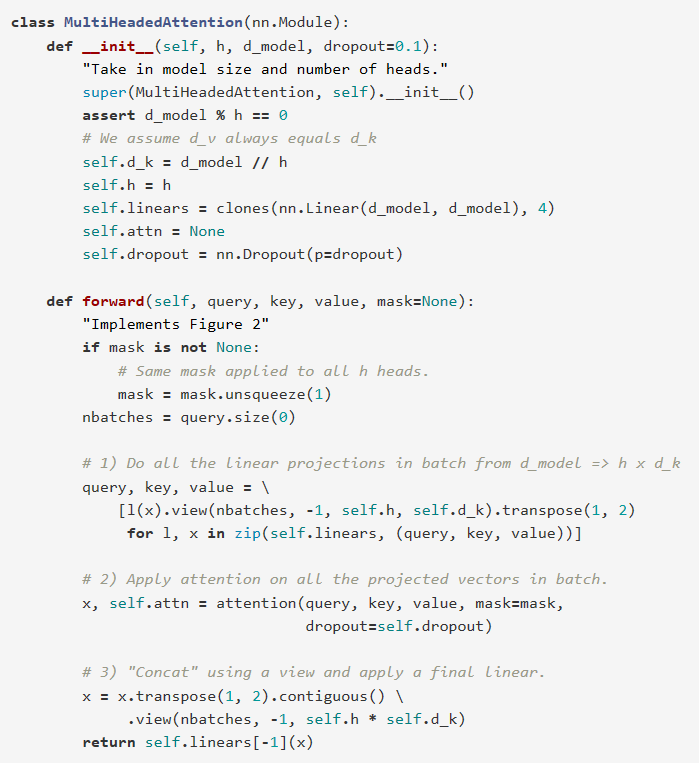 class MultiHeadedAttention(nn.Module):
    def __init__(self, h, d_model, dropout=0.1):
        "Take in model size and number of heads."
        super(MultiHeadedAttention, self).__init__()
        assert d_model % h == 0
        # We assume d_v always equals d_k
        self.d_k = d_model // h
        self.h = h
        self.linears = clones(nn.Linear(d_model, d_model), 4)
        self.attn = None
        self.dropout = nn.Dropout(p=dropout)

    def forward(self, query, key, value, mask=None):
        "Implements Figure 2"
        if mask is not None:
            # Same mask applied to all h heads.
            mask = mask.unsqueeze(1)
        nbatches = query.size(0)

        # 1) Do all the linear projections in batch from d_model => h x d_k
        query, key, value = \
            [l(x).view(nbatches, -1, self.h, self.d_k).transpose(1, 2)
             for l, x in zip(self.linears, (query, key, value))]

        # 2) Apply attention on all the projected vectors in batch.
        x, self.attn = attention(query, key, value, mask=mask,
                                 dropout=self.dropout)

        # 3) "Concat" using a view and apply a final linear.
        x = x.transpose(1, 2).contiguous() \
             .view(nbatches, -1, self.h * self.d_k)
        return self.linears[-1](x)